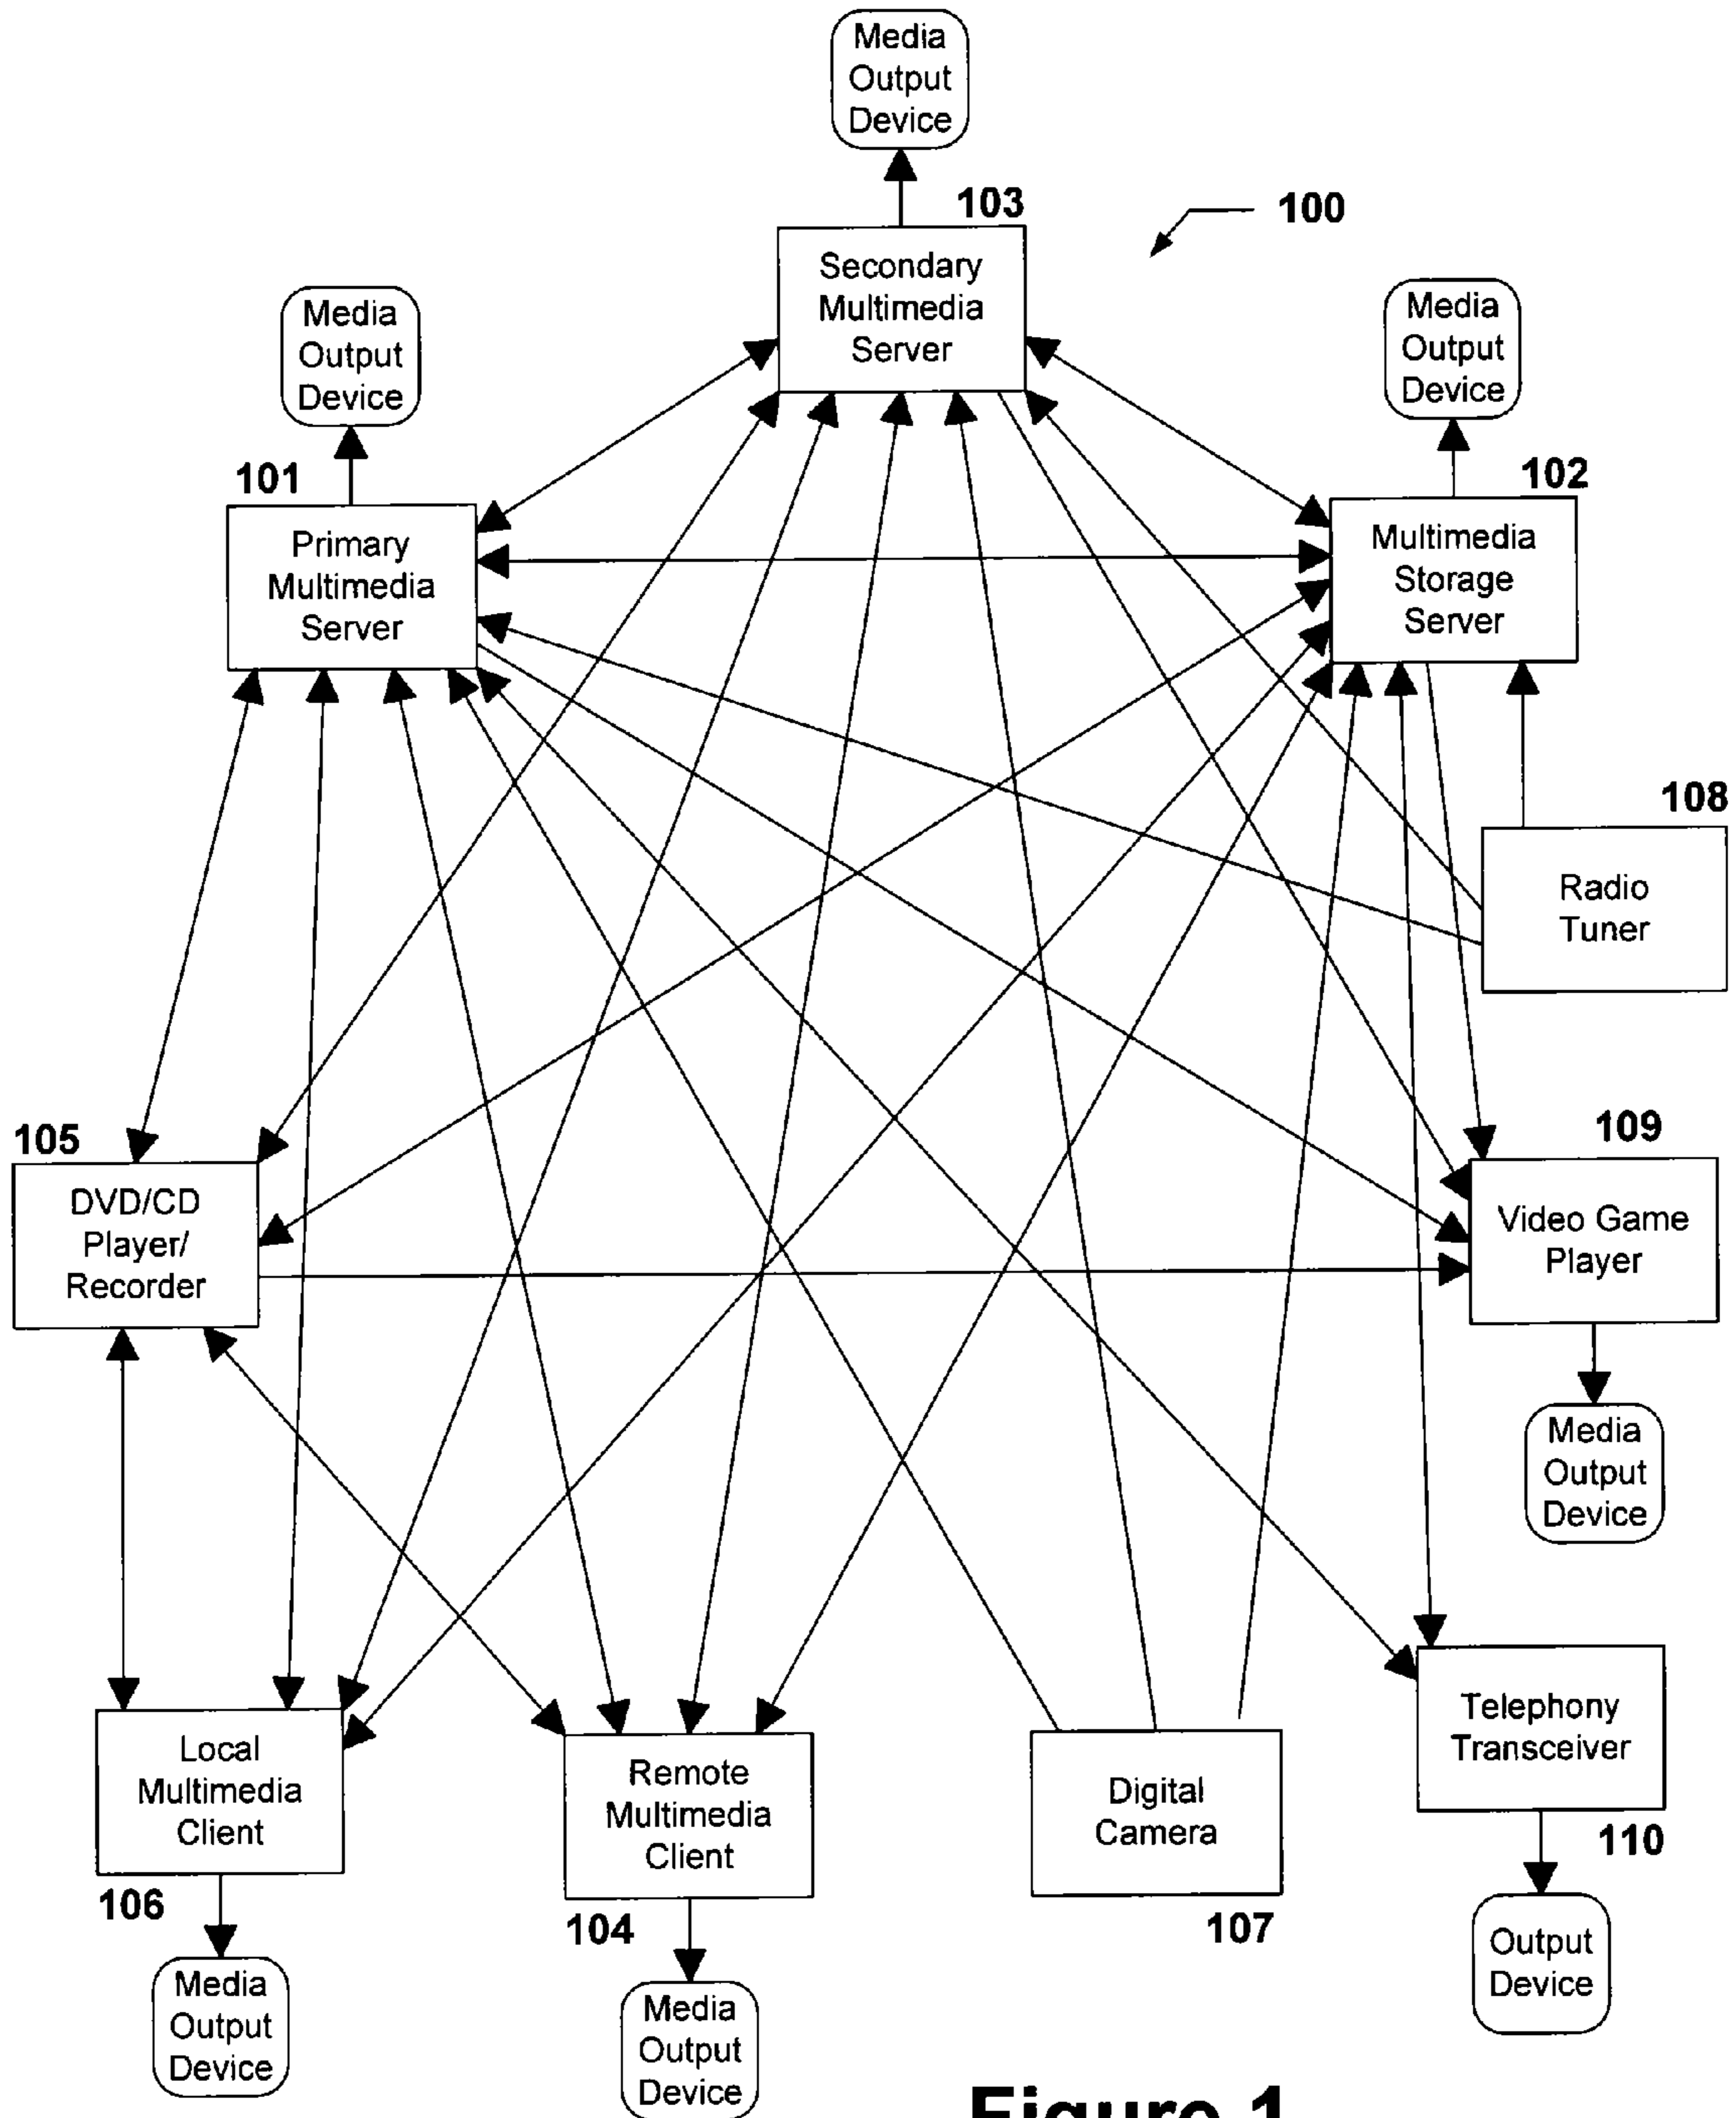 Media
Output
Device
103
100
Secondary
Multimedia
Server
Media
Output
Device
Media
Output
Device
101
102
Primary
Multimedia
Server
Multimedia
Storage
Server
108
Radio
Tuner
105
109
DVD/CD
Player/
Recorder
Video Game
Player
Media
Output
Device
Local
Multimedia
Client
Remote
Multimedia
Client
Digital
Camera
Telephony
Transceiver
106
104
107
110
Media
Output
Device
Media
Output
Device
Output
Device
Figure 1